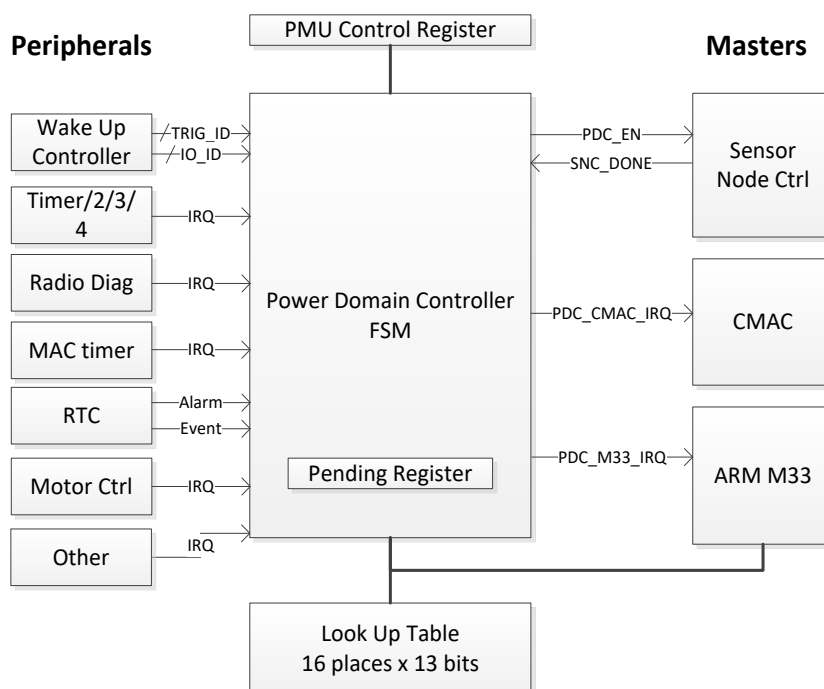 PMU Control Register
Peripherals
Masters
Wake Up
Controller
TRIG_ID
IO_ID
PDC_EN
SNC_DONE
Sensor
Node Ctrl
Timer/2/3/
4
IRQ
Radio Diag
IRQ
Power Domain Controller
FSM
PDC_CMAC_IRQ
CMAC
MAC timer
IRQ
RTC
Alarm
Event
Pending Register
PDC_M33_IRQ
ARM M33
Motor Ctrl
IRQ
Other
IRQ
Look Up Table
16 places x 13 bits